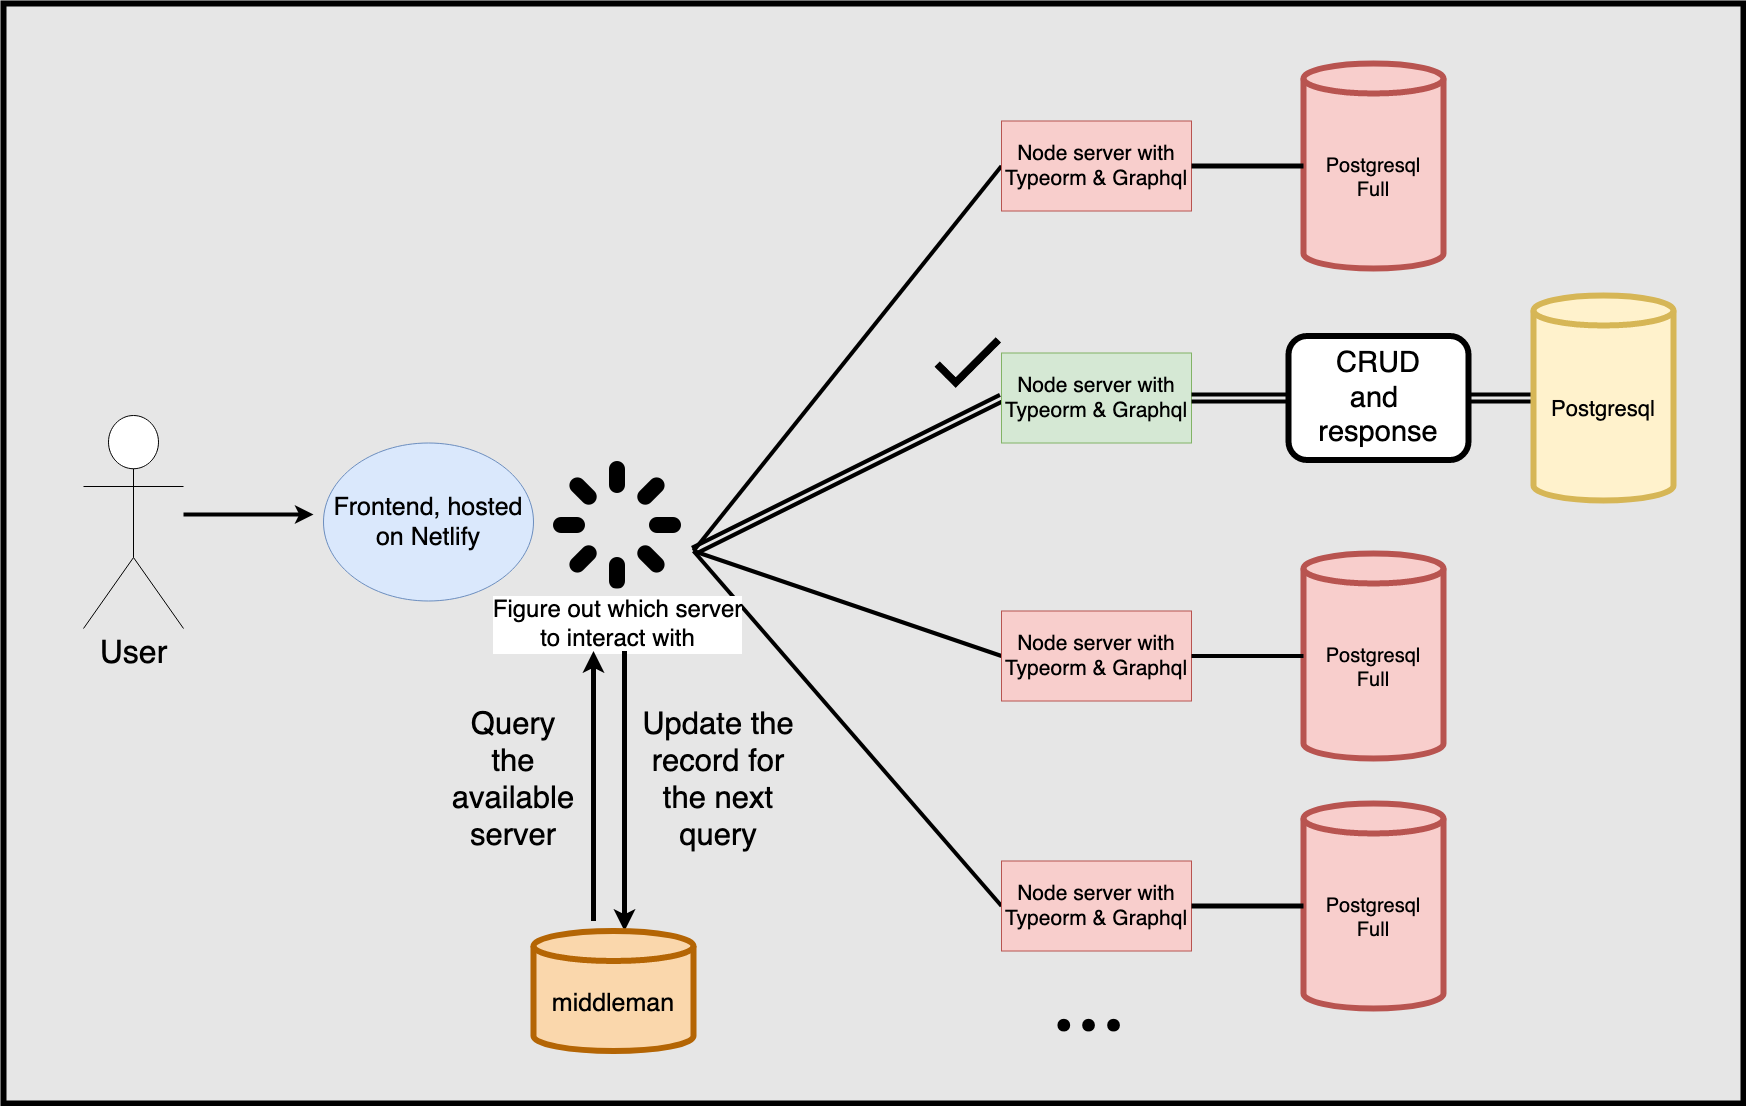 Node server with
Typeorm & Graphql
Postgresql
Full
Node server with
Typeorm & Graphql
CRUD
and
response
Postgresql
User
Frontend, hosted
on Netlify
Figure out which server
to interact with
Query
the
available
server
Update the
record for
the next
query
middleman
Node server with
Typeorm & Graphql
Postgresql
Full
Node server with
Typeorm & Graphql
Postgresql
Full